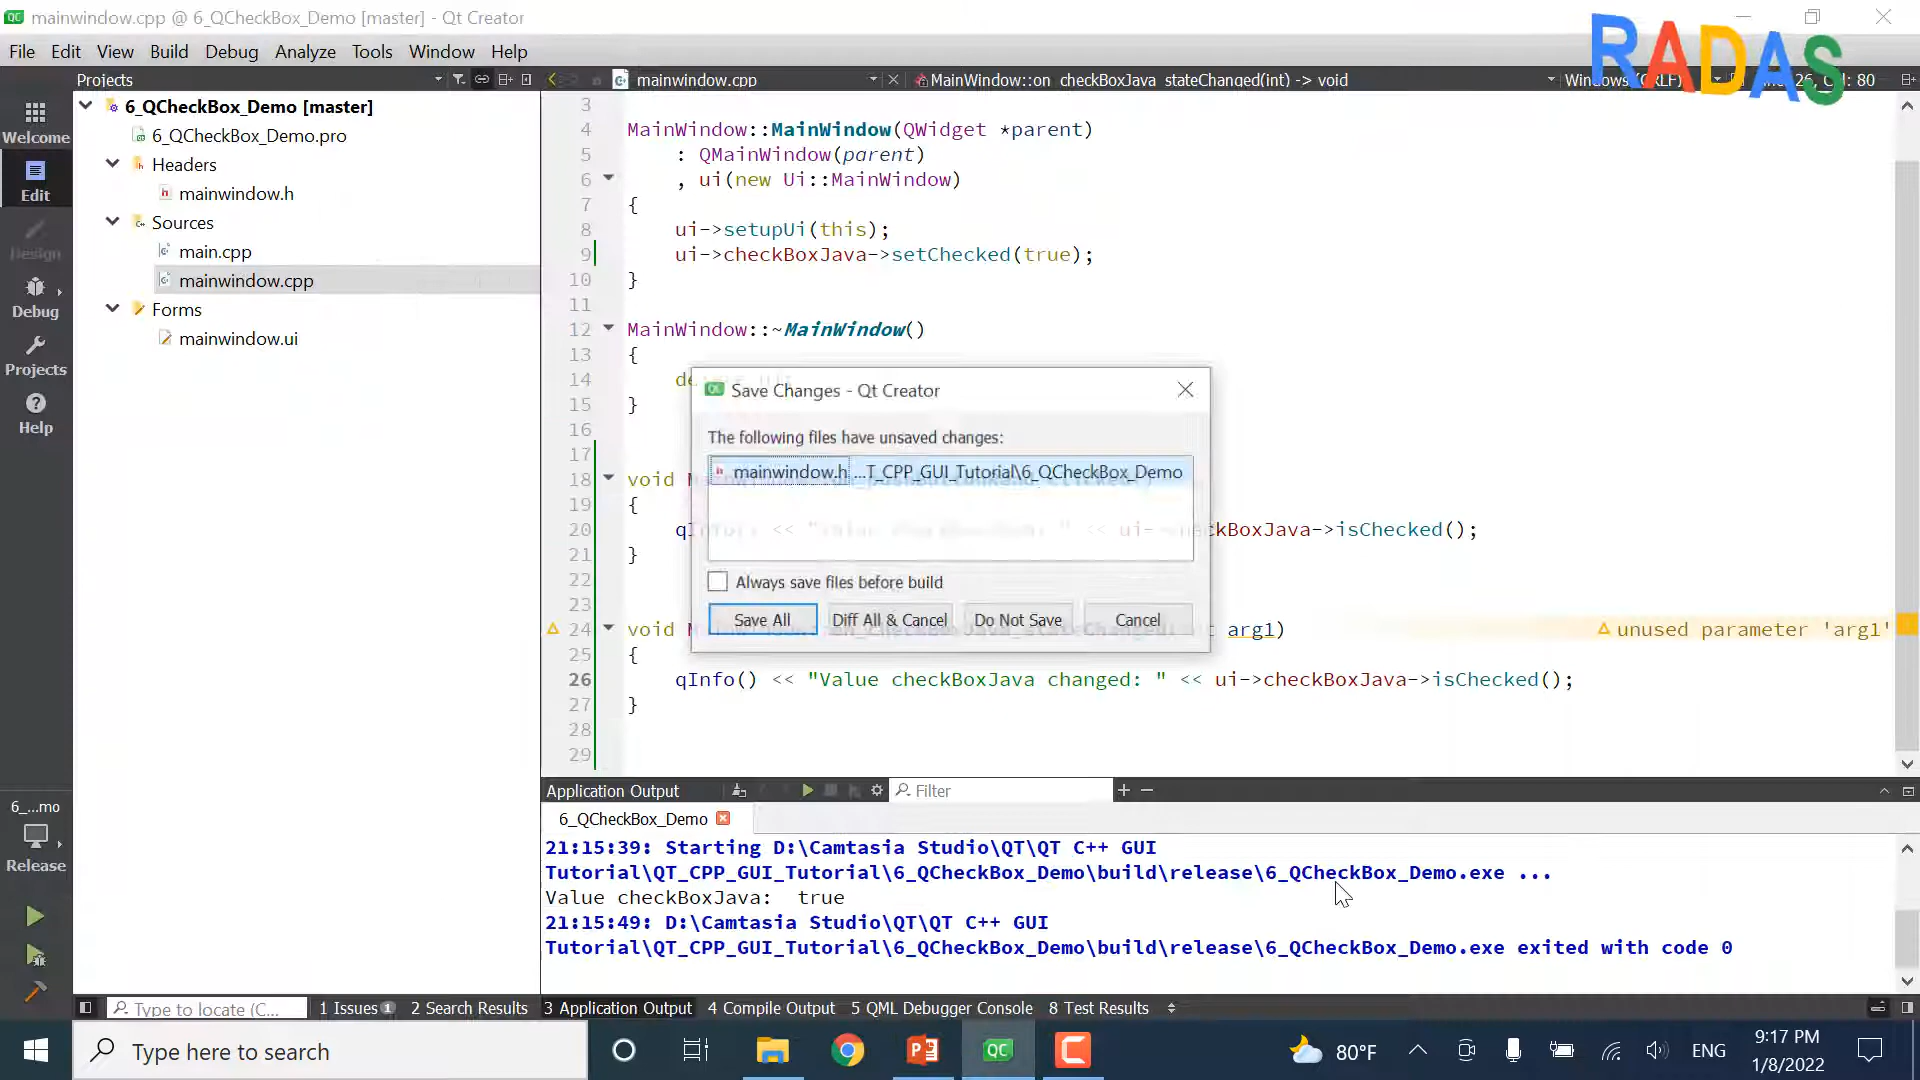 mainwindow.cpp @ 6_QCheckBox_Demo [master] - Qt Creator
RADAS
File Edit View Build Debug Analyze Tools Window Help
Projects
mainwindow.cpp
MainWindow::on_checkBoxJava_stateChanged(int) -> void
Windows (CRLF)
26, Col: 80
Welcome
Edit
Design
Debug
Projects
Help
6_QCheckBox_Demo [master]
6_QCheckBox_Demo.pro
Headers
mainwindow.h
Sources
main.cpp
mainwindow.cpp
Forms
mainwindow.ui
3
4 MainWindow::MainWindow(QWidget *parent)
5 : QMainWindow(parent)
6 , ui(new Ui::MainWindow)
7 {
8 ui->setupUi(this);
9 ui->checkBoxJava->setChecked(true);
10 }
11
12 MainWindow::~MainWindow()
13 {
14
15 }
16
17
18 void
19 {
20 ->isChecked();
21 }
22
23
24 void arg1) unused parameter 'arg1'
25 {
26 qInfo() << "Value checkBoxJava changed: " << ui->checkBoxJava->isChecked();
27 }
28
29
Save Changes - Qt Creator
The following files have unsaved changes:
mainwindow.h ...T_CPP_GUI_Tutorial\6_QCheckBox_Demo
Always save files before build
Save All Diff All & Cancel Do Not Save Cancel
Application Output
Filter
6_QCheckBox_Demo
21:15:39: Starting D:\Camtasia Studio\QT\QT C++ GUI
Tutorial\QT_CPP_GUI_Tutorial\6_QCheckBox_Demo\build\release\6_QCheckBox_Demo.exe ...
Value checkBoxJava:  true
21:15:49: D:\Camtasia Studio\QT\QT C++ GUI
Tutorial\QT_CPP_GUI_Tutorial\6_QCheckBox_Demo\build\release\6_QCheckBox_Demo.exe exited with code 0
6_...mo
Release
Type to locate (C...
1 Issues 1 2 Search Results 3 Application Output 4 Compile Output 5 QML Debugger Console 8 Test Results
Type here to search
80°F
ENG
9:17 PM
1/8/2022